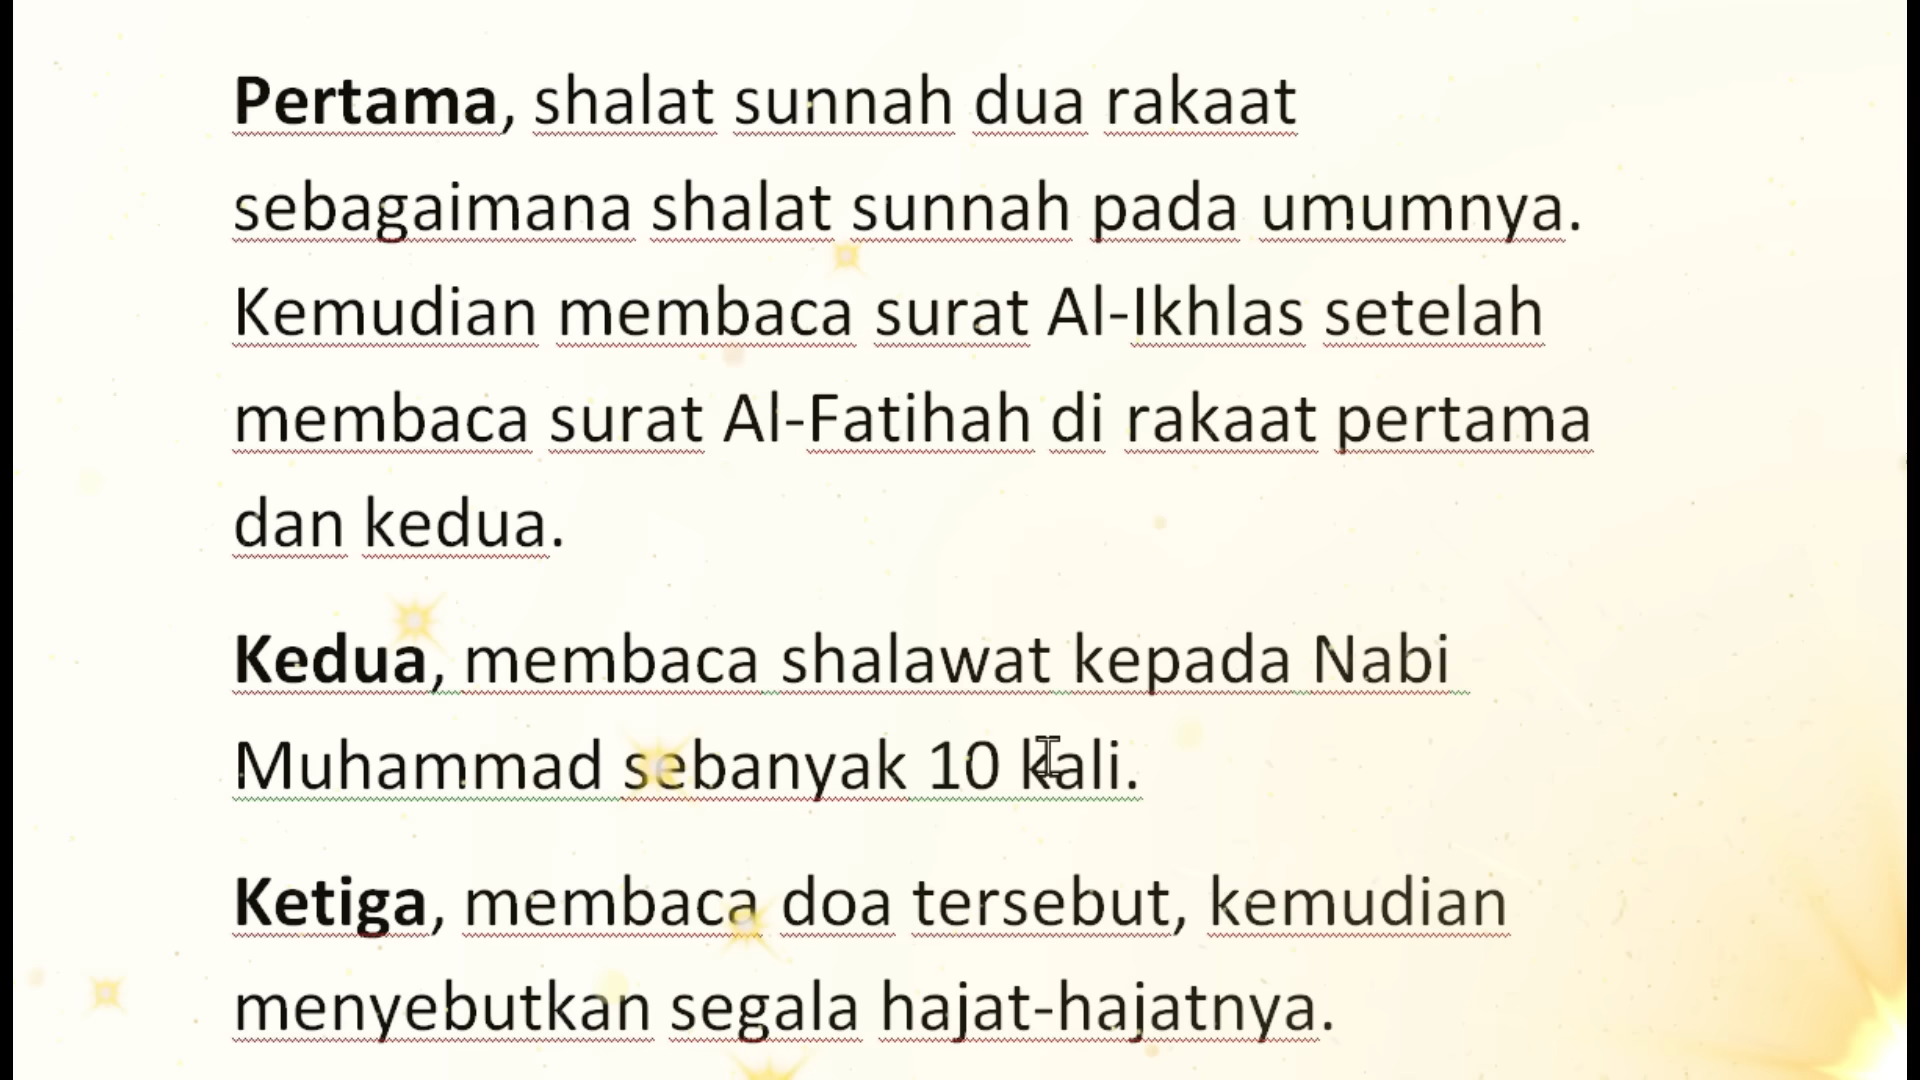 Pertama, shalat sunnah dua rakaat
sebagaimana shalat sunnah pada umumnya.
Kemudian membaca surat Al-Ikhlas setelah
membaca surat Al-Fatihah di rakaat pertama
dan kedua.
Kedua, membaca shalawat kepada Nabi
Muhammad sebanyak 10 kali.
Ketiga, membaca doa tersebut, kemudian
menyebutkan segala hajat-hajatnya.